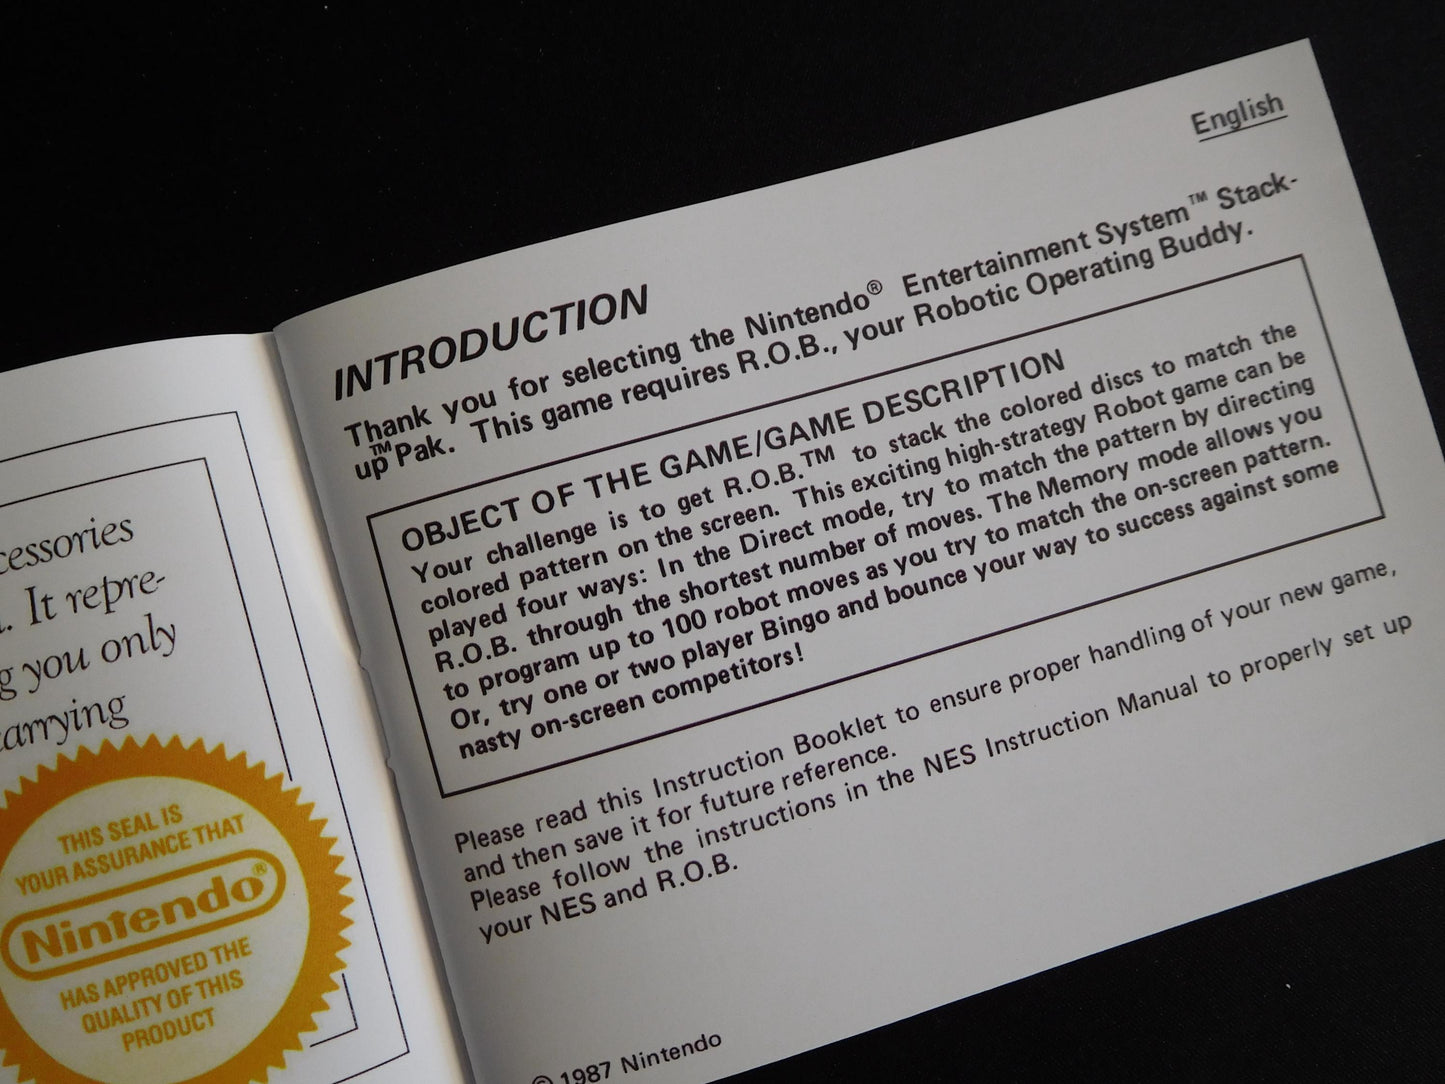 cessories
. It repre-
g you only
arrying
THIS SEAL IS
YOUR ASSURANCE THAT
Nintendo®
HAS APPROVED THE
QUALITY OF THIS
PRODUCT
English
INTRODUCTION
Thank you for selecting the Nintendo® Entertainment System™ Stack-
up™ Pak. This game requires R.O.B., your Robotic Operating Buddy.
OBJECT OF THE GAME/GAME DESCRIPTION
Your challenge is to get R.O.B.™ to stack the colored discs to match the
colored pattern on the screen. This exciting high-strategy Robot game can be
played four ways: In the Direct mode, try to match the pattern by directing
R.O.B. through the shortest number of moves. The Memory mode allows you
to program up to 100 robot moves as you try to match the on-screen pattern.
Or, try one or two player Bingo and bounce your way to success against some
nasty on-screen competitors!
Please read this Instruction Booklet to ensure proper handling of your new game,
and then save it for future reference.
Please follow the instructions in the NES Instruction Manual to properly set up
your NES and R.O.B.
© 1987 Nintendo